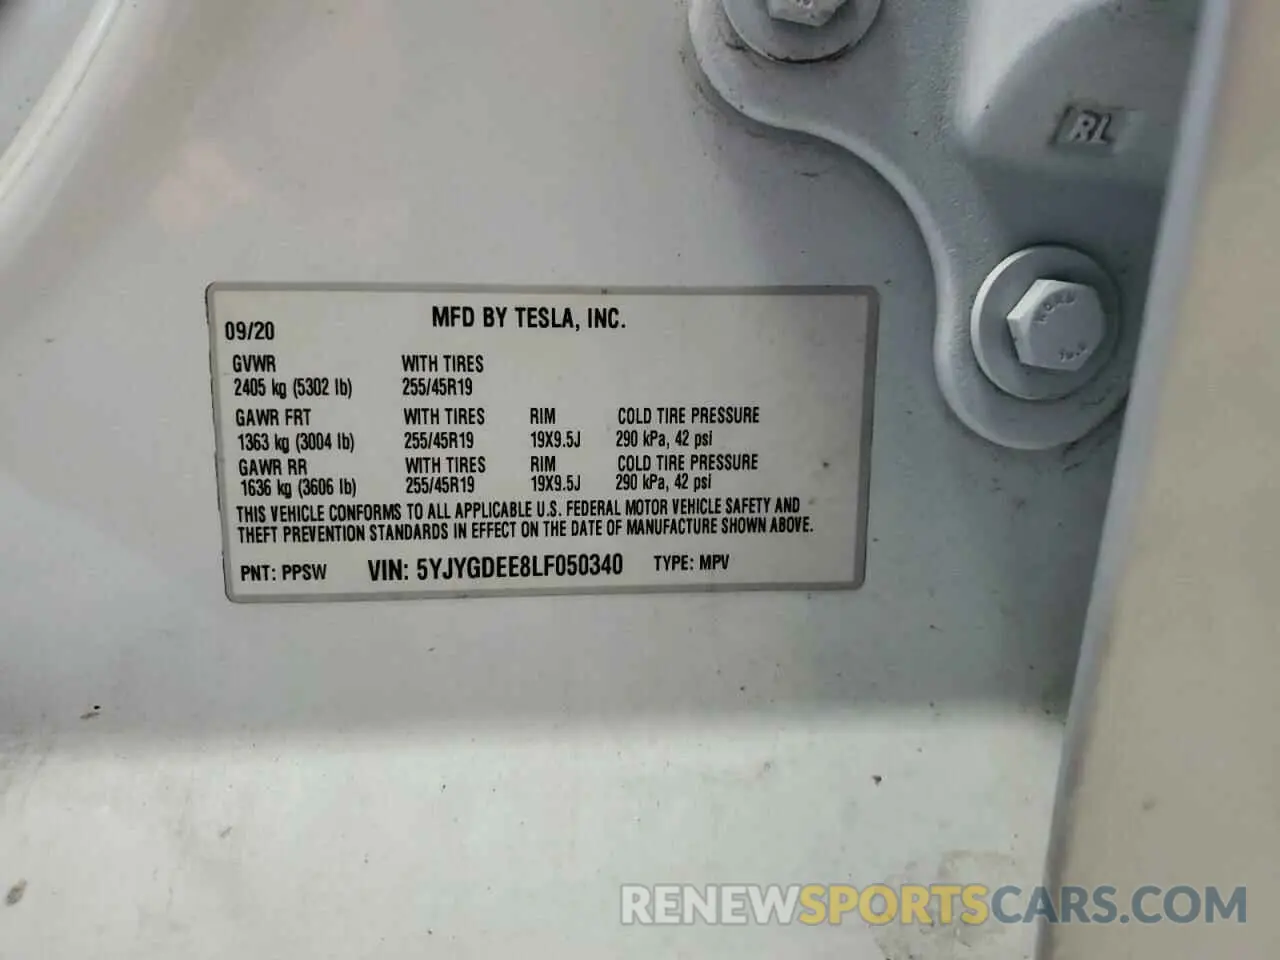 RL
MFD BY TESLA, INC.
09/20
GVWR WITH TIRES
2405 kg (5302 lb) 255/45R19
GAWR FRT WITH TIRES RIM COLD TIRE PRESSURE
1363 kg (3004 lb) 255/45R19 19X9.5J 290 kPa, 42 psi
GAWR RR WITH TIRES RIM COLD TIRE PRESSURE
1636 kg (3606 lb) 255/45R19 19X9.5J 290 kPa, 42 psi
THIS VEHICLE CONFORMS TO ALL APPLICABLE U.S. FEDERAL MOTOR VEHICLE SAFETY AND
THEFT PREVENTION STANDARDS IN EFFECT ON THE DATE OF MANUFACTURE SHOWN ABOVE.
PNT: PPSW VIN: 5YJYGDEE8LF050340 TYPE: MPV
RENEWSPORTSCARS.COM